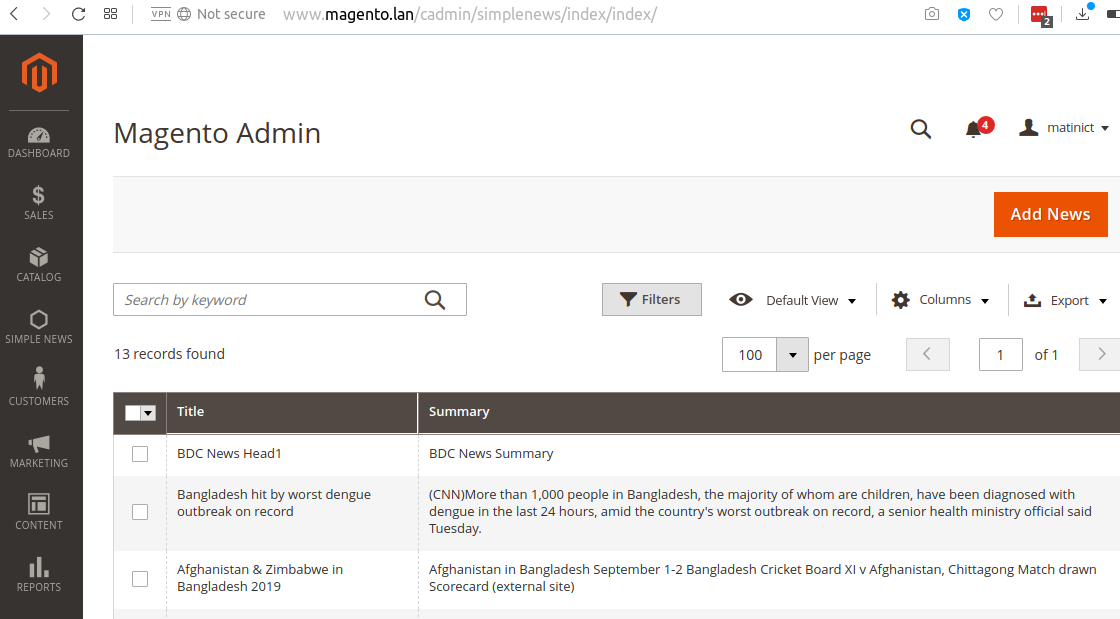 VPN Not secure www.magento.lan/cadmin/simplenews/index/index/
2
Magento Admin
4
matinict
DASHBOARD
$
SALES
CATALOG
SIMPLE NEWS
CUSTOMERS
MARKETING
CONTENT
REPORTS
Add News
Search by keyword
Filters
Default View
Columns
Export
13 records found
100
per page
1
of 1
Title
Summary
BDC News Head1
BDC News Summary
Bangladesh hit by worst dengue
outbreak on record
(CNN)More than 1,000 people in Bangladesh, the majority of whom are children, have been diagnosed with
dengue in the last 24 hours, amid the country's worst outbreak on record, a senior health ministry official said
Tuesday.
Afghanistan & Zimbabwe in
Bangladesh 2019
Afghanistan in Bangladesh September 1-2 Bangladesh Cricket Board XI v Afghanistan, Chittagong Match drawn
Scorecard (external site)